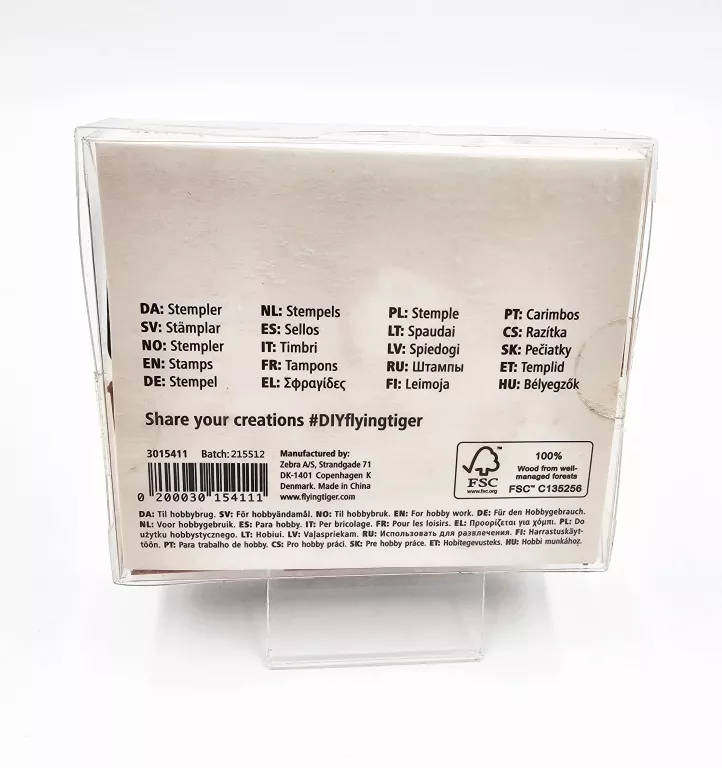 DA: Stempler
SV: Stämplar
NO: Stempler
EN: Stamps
DE: Stempel
NL: Stempels
ES: Sellos
IT: Timbri
FR: Tampons
EL: Σφραγίδες
PL: Stemple
LT: Spaudai
LV: Spiedogi
RU: Штампы
FI: Leimoja
PT: Carimbos
CS: Razítka
SK: Pečiatky
ET: Templid
HU: Bélyegzők
Share your creations #DIYflyingtiger
3015411 Batch: 215512
0 200030 154111
Manufactured by:
Zebra A/S, Strandgade 71
DK-1401 Copenhagen K
Denmark. Made in China
www.flyingtiger.com
FSC
www.fsc.org
100%
Wood from well-
managed forests
FSC™ C135256
DA: Til hobbybrug. SV: För hobbyändamål. NO: Til hobbybruk. EN: For hobby work. DE: Für den Hobbygebrauch.
NL: Voor hobbygebruik. ES: Para hobby. IT: Per bricolage. FR: Pour les loisirs. EL: Προορίζεται για χόμπι. PL: Do
użytku hobbystycznego. LT: Hobiui. LV: Vaļaspriekam. RU: Использовать для развлечения. FI: Harrastuskäyt-
töön. PT: Para trabalho de hobby. CS: Pro hobby práci. SK: Pre hobby práce. ET: Hobitegevusteks. HU: Hobbi munkához.